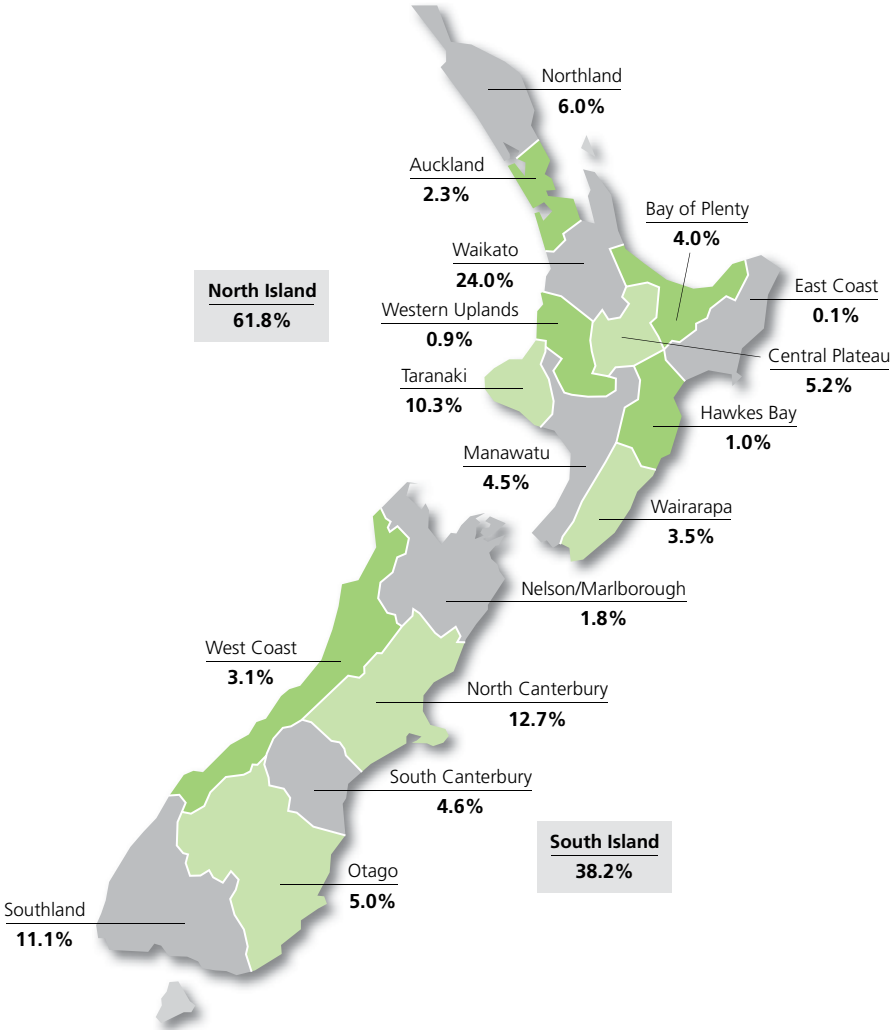 Northland
6.0%
Auckland
2.3%
Bay of Plenty
4.0%
Waikato
24.0%
East Coast
0.1%
North Island
61.8%
Western Uplands
0.9%
Central Plateau
5.2%
Taranaki
10.3%
Hawkes Bay
1.0%
Manawatu
4.5%
Wairarapa
3.5%
Nelson/Marlborough
1.8%
West Coast
3.1%
North Canterbury
12.7%
South Canterbury
4.6%
South Island
38.2%
Otago
5.0%
Southland
11.1%